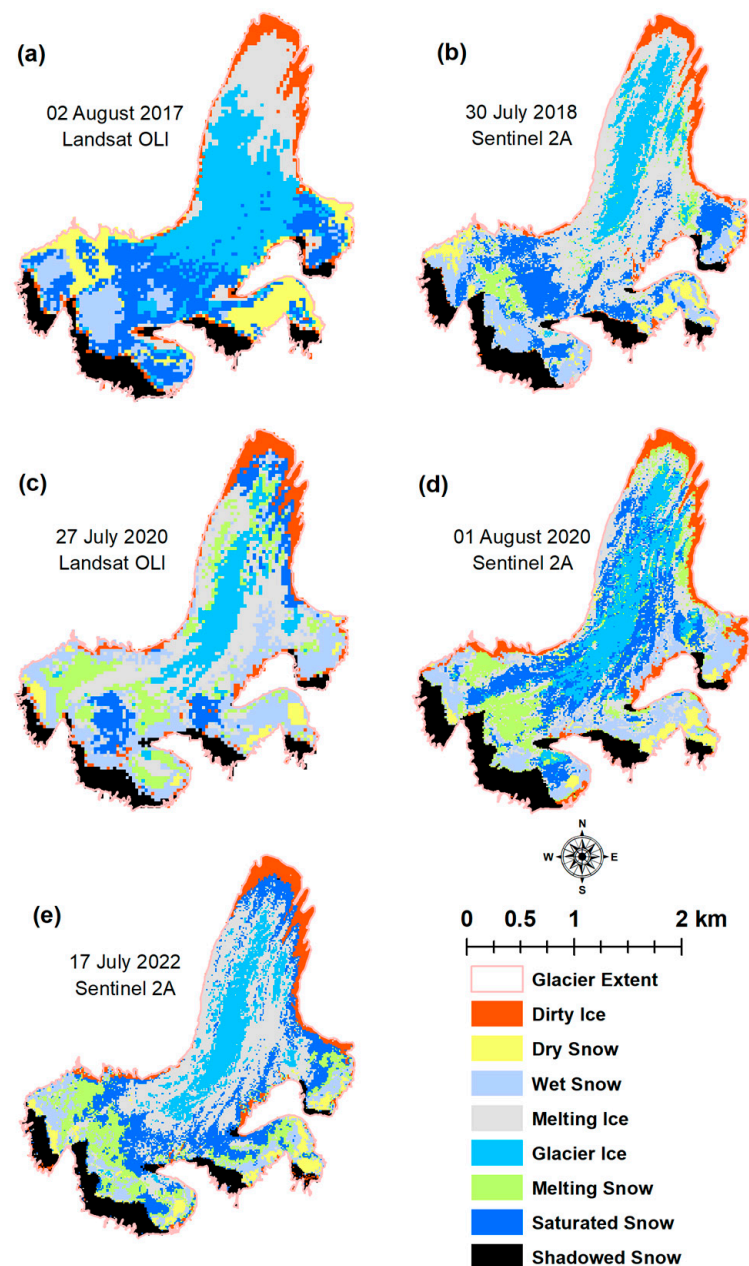 (a)
02 August 2017
Landsat OLI
(b)
30 July 2018
Sentinel 2A
(c)
27 July 2020
Landsat OLI
(d)
01 August 2020
Sentinel 2A
(e)
17 July 2022
Sentinel 2A
N
W E
S
0 0.5 1 2 km
Glacier Extent
Dirty Ice
Dry Snow
Wet Snow
Melting Ice
Glacier Ice
Melting Snow
Saturated Snow
Shadowed Snow